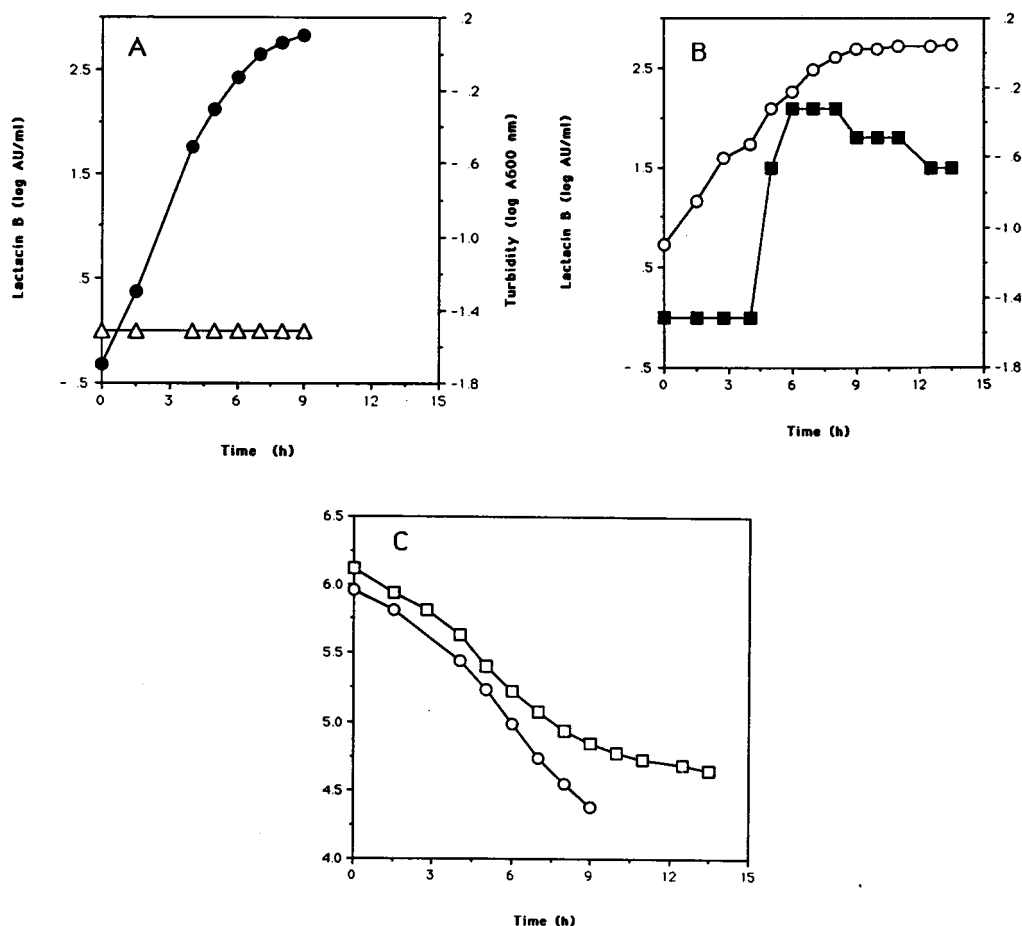 A
Lactacin B (log AU/ml)
2.5
1.5
.5
- .5
.2
- .2
- .6
-1.0
-1.4
-1.8
Turbidity (log A600 nm)
0 3 6 9 12 15
Time (h)
B
Lactacin B (log AU/ml)
2.5
1.5
.5
-.5
.2
-.2
-.6
-1.0
-1.4
-1.8
0 3 6 9 12 15
Time (h)
C
6.5
6.0
5.5
5.0
4.5
4.0
0 3 6 9 12 15
Time (h)